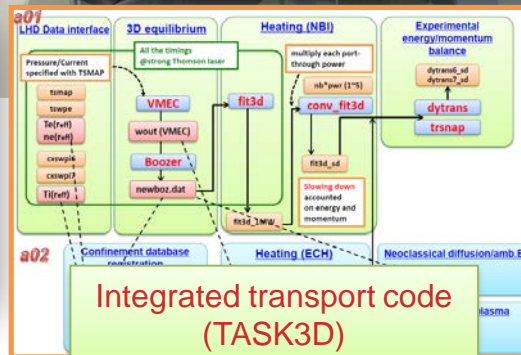 a01
LHD Data interface
Pressure/Current
specified with TSMAP
tsmap
tswpe
Te(reff)
ne(reff)
cxswpi6
cxswpi7
Ti(reff)
3D equilibrium
All the timings
@strong Thomson laser
VMEC
wout (VMEC)
Boozer
newboz.dat
Heating (NBI)
multiply each port-
through power
fit3d
nb*pwr (1~5)
conv_fit3d
fit3d_sd
Slowing down
accounted
on energy and
momentum
fit3d_1MW
Experimental
energy/momentum
balance
dytrans6_sd
dytrans7_sd
dytrans
trsnap
a02
Confinement database
registration
Heating (ECH)
Neoclassical diffusion/amb.E
Integrated transport code
(TASK3D)